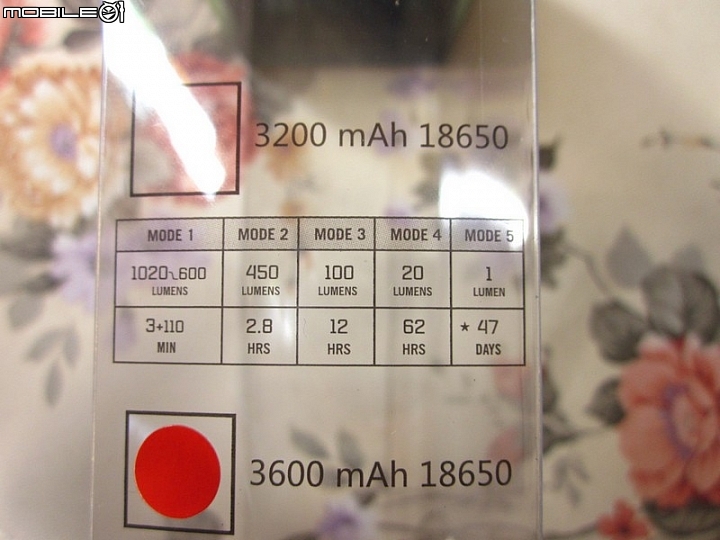 MOBILE01
3200 mAh 18650
MODE 1 MODE 2 MODE 3 MODE 4 MODE 5
1020~600 450 100 20 1
LUMENS LUMENS LUMENS LUMENS LUMEN
3+110 2.8 12 62 * 47
MIN HRS HRS HRS DAYS
3600 mAh 18650